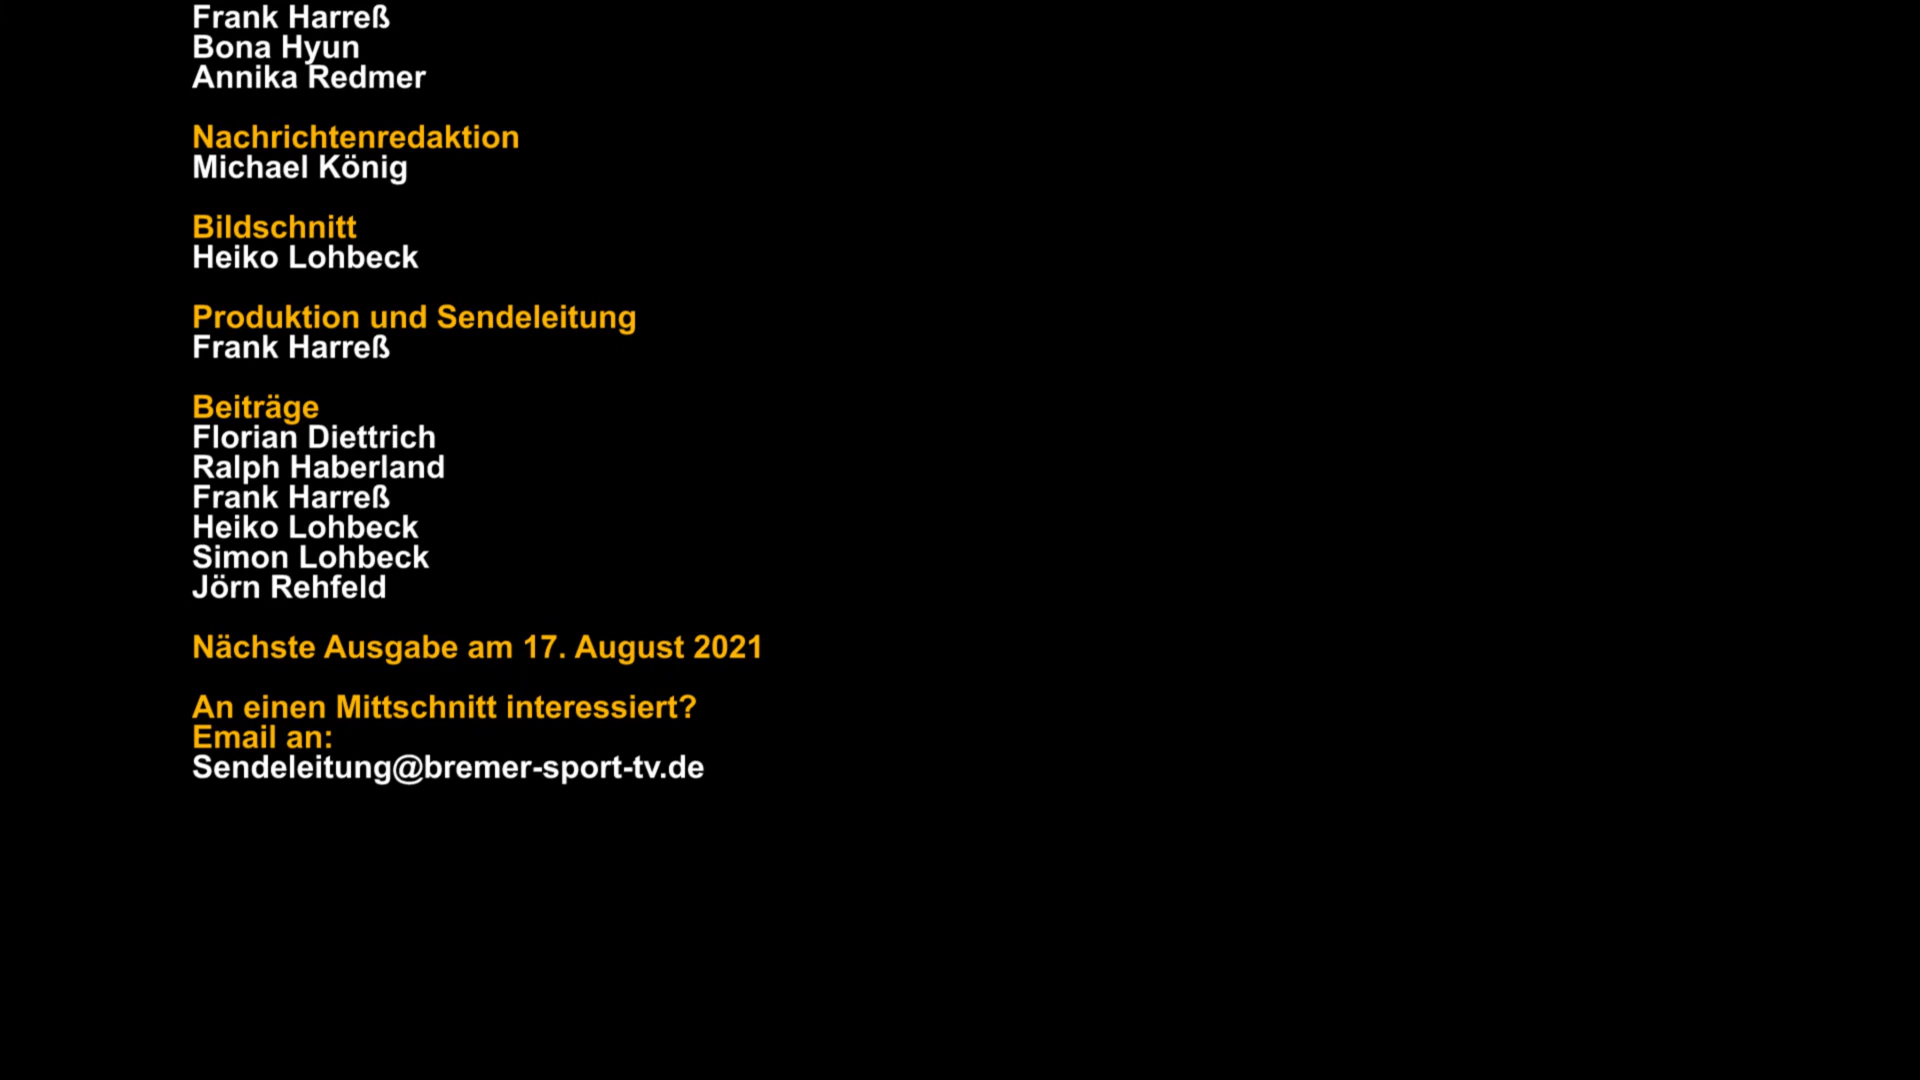 Frank Harreß
Bona Hyun
Annika Redmer
Nachrichtenredaktion
Michael König
Bildschnitt
Heiko Lohbeck
Produktion und Sendeleitung
Frank Harreß
Beiträge
Florian Diettrich
Ralph Haberland
Frank Harreß
Heiko Lohbeck
Simon Lohbeck
Jörn Rehfeld
Nächste Ausgabe am 17. August 2021
An einen Mittschnitt interessiert?
Email an:
Sendeleitung@bremer-sport-tv.de